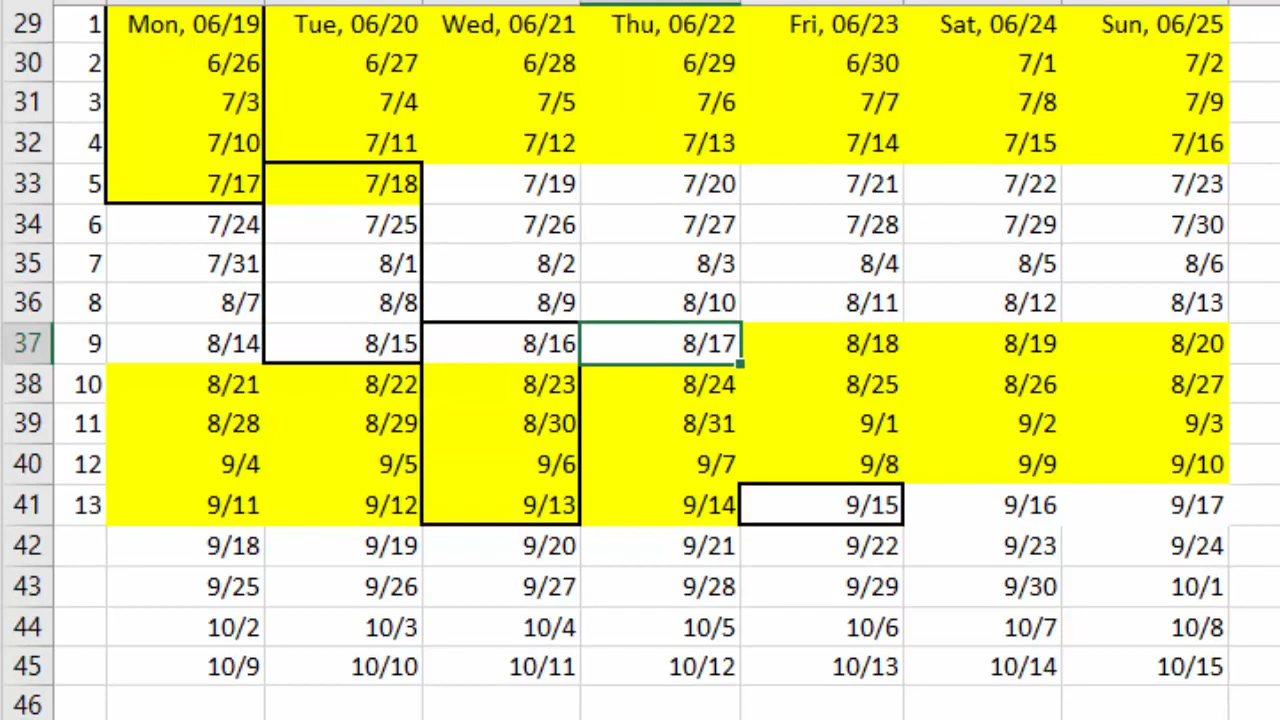 29 1 Mon, 06/19 Tue, 06/20 Wed, 06/21 Thu, 06/22 Fri, 06/23 Sat, 06/24 Sun, 06/25
30 2 6/26 6/27 6/28 6/29 6/30 7/1 7/2
31 3 7/3 7/4 7/5 7/6 7/7 7/8 7/9
32 4 7/10 7/11 7/12 7/13 7/14 7/15 7/16
33 5 7/17 7/18 7/19 7/20 7/21 7/22 7/23
34 6 7/24 7/25 7/26 7/27 7/28 7/29 7/30
35 7 7/31 8/1 8/2 8/3 8/4 8/5 8/6
36 8 8/7 8/8 8/9 8/10 8/11 8/12 8/13
37 9 8/14 8/15 8/16 8/17 8/18 8/19 8/20
38 10 8/21 8/22 8/23 8/24 8/25 8/26 8/27
39 11 8/28 8/29 8/30 8/31 9/1 9/2 9/3
40 12 9/4 9/5 9/6 9/7 9/8 9/9 9/10
41 13 9/11 9/12 9/13 9/14 9/15 9/16 9/17
42 9/18 9/19 9/20 9/21 9/22 9/23 9/24
43 9/25 9/26 9/27 9/28 9/29 9/30 10/1
44 10/2 10/3 10/4 10/5 10/6 10/7 10/8
45 10/9 10/10 10/11 10/12 10/13 10/14 10/15
46